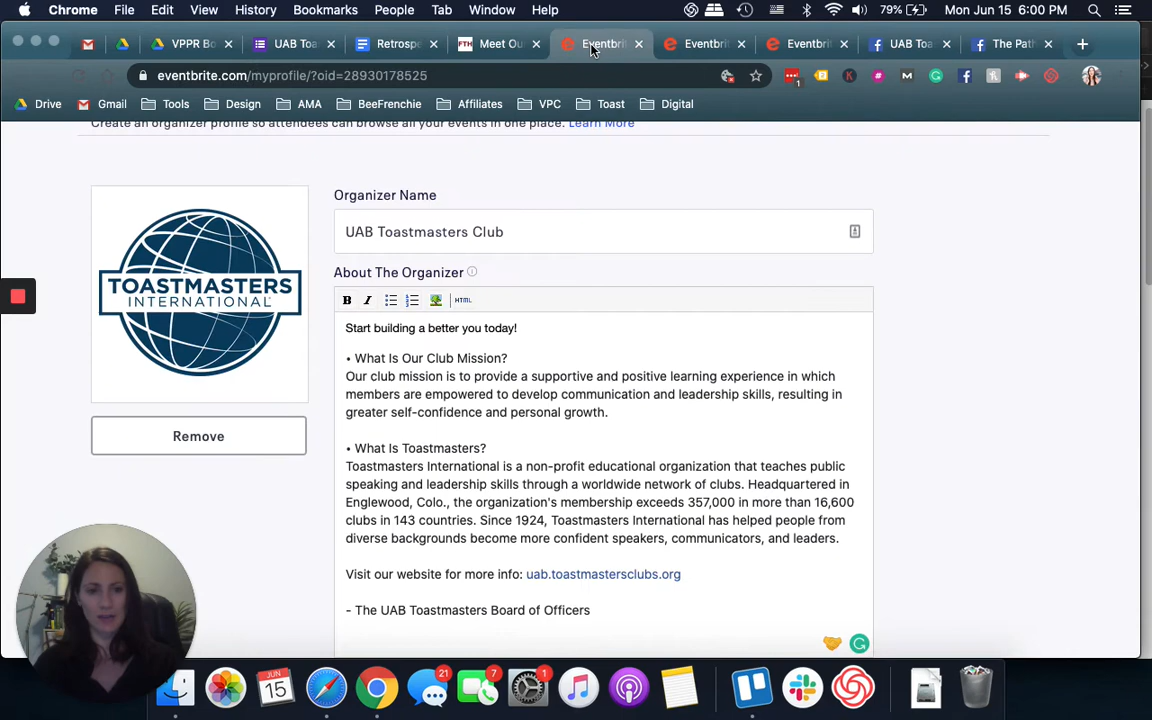 Chrome File Edit View History Bookmarks People Tab Window Help 79% Mon Jun 15 6:00 PM
VPPR Bo UAB Toa Retrosp FTH Meet Ou Eventbrit Eventbrit Eventbrit UAB Toa The Path
eventbrite.com/myprofile/?oid=28930178525
Drive Gmail Tools Design AMA BeeFrenchie Affiliates VPC Toast Digital
Create an organizer profile so attendees can browse all your events in one place. Learn More
TOASTMASTERS
INTERNATIONAL
Remove
Organizer Name
UAB Toastmasters Club
About The Organizer
B I HTML
Start building a better you today!
• What Is Our Club Mission?
Our club mission is to provide a supportive and positive learning experience in which
members are empowered to develop communication and leadership skills, resulting in
greater self-confidence and personal growth.
• What Is Toastmasters?
Toastmasters International is a non-profit educational organization that teaches public
speaking and leadership skills through a worldwide network of clubs. Headquartered in
Englewood, Colo., the organization's membership exceeds 357,000 in more than 16,600
clubs in 143 countries. Since 1924, Toastmasters International has helped people from
diverse backgrounds become more confident speakers, communicators, and leaders.
Visit our website for more info: uab.toastmastersclubs.org
- The UAB Toastmasters Board of Officers
JUN
15
21
7
1